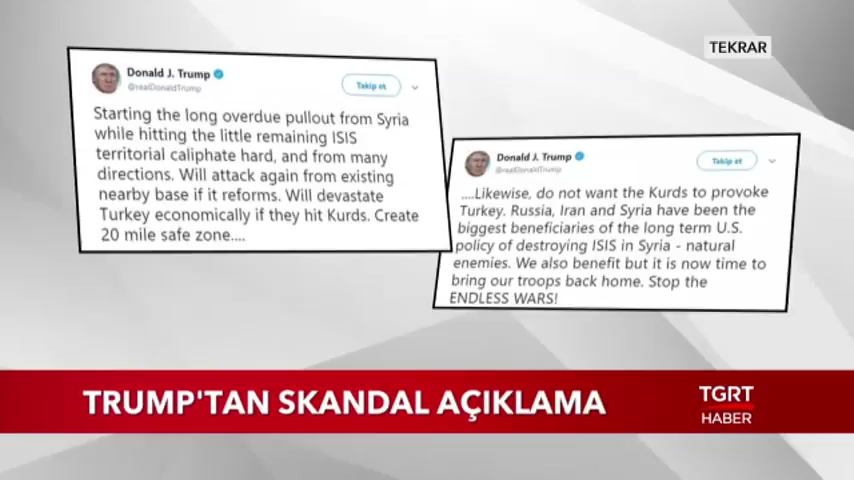 TEKRAR
Donald J. Trump
@realDonaldTrump
Takip et
Starting the long overdue pullout from Syria
while hitting the little remaining ISIS
territorial caliphate hard, and from many
directions. Will attack again from existing
nearby base if it reforms. Will devastate
Turkey economically if they hit Kurds. Create
20 mile safe zone....
Donald J. Trump
@realDonaldTrump
Takip et
....Likewise, do not want the Kurds to provoke
Turkey. Russia, Iran and Syria have been the
biggest beneficiaries of the long term U.S.
policy of destroying ISIS in Syria - natural
enemies. We also benefit but it is now time to
bring our troops back home. Stop the
ENDLESS WARS!
TRUMP'TAN SKANDAL AÇIKLAMA
TGRT
HABER